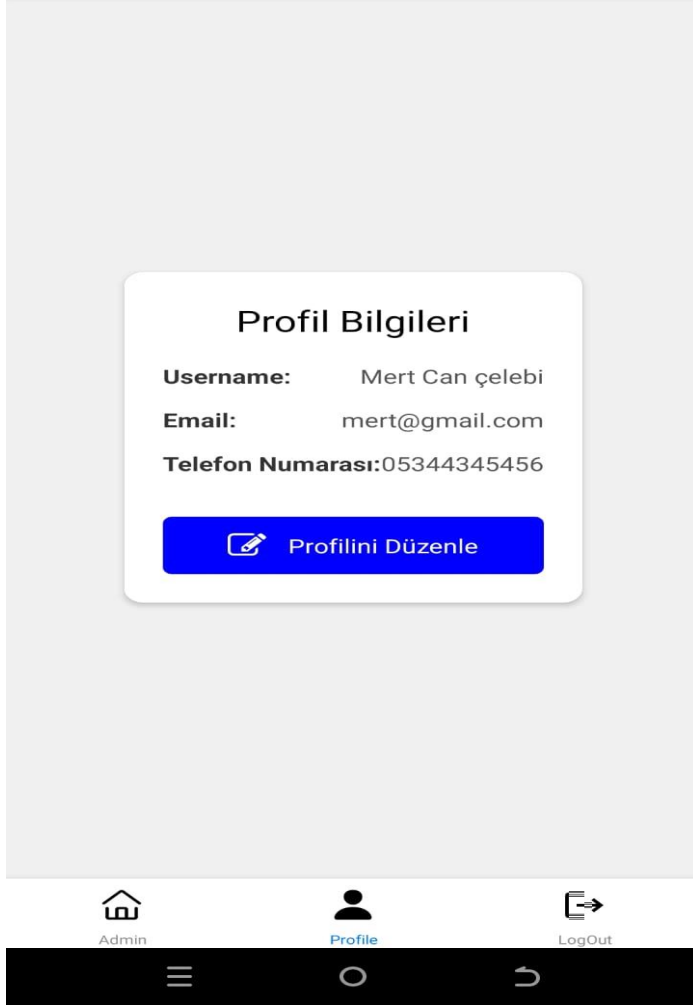 Profil Bilgileri
Username: Mert Can çelebi
Email: mert@gmail.com
Telefon Numarası:05344345456
Profilini Düzenle
Admin Profile LogOut